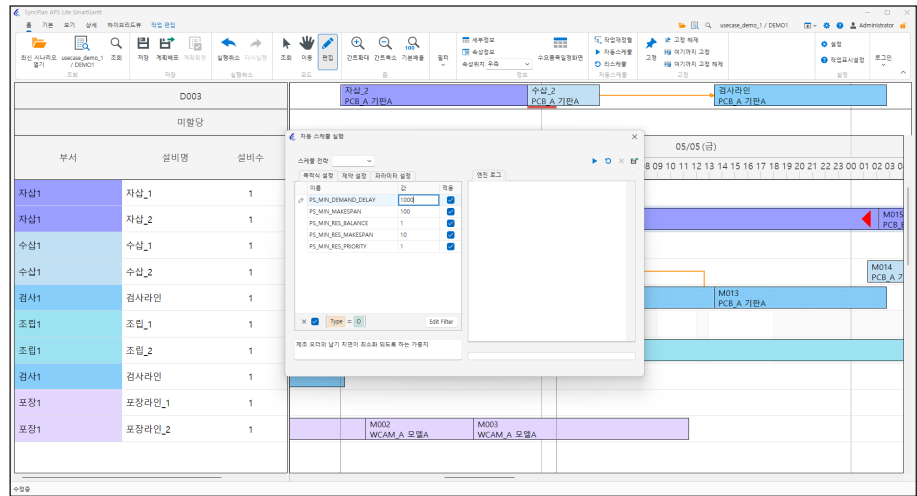 SyncPlan APS Lite SmartGantt
홈 기본 보기 상세 하이브리드뷰 작업 편집
usecase_demo_1 / DEMO1 Administrator
최신 시나리오 열기 usecase_demo_1 / DEMO1 조회 저장 계획배포 계획확정 실행취소 다시실행 조회 이동 편집 간트확대 간트축소 기본배율 필터
100
세부정보
속성정보
속성위치 우측
수요품목일정화면
작업재정렬
자동스케줄
리스케줄
고정
고정 해제
여기까지 고정
여기까지 고정 해제
설정
작업표시설정
로그인
조회 저장 실행취소 모드 줌 정보 자동스케줄 고정 설정
D003
미할당
자삽_2
PCB_A 기판A
수삽_2
PCB_A 기판A
검사라인
PCB_A 기판A
부서 설비명 설비수
05/05 (금)
8 09 10 11 12 13 14 15 16 17 18 19 20 21 22 23 00 01 02 03 0
자삽1 자삽_1 1
자삽1 자삽_2 1
M015
PCB_F
수삽1 수삽_1 1
수삽1 수삽_2 1
M014
PCB_A 기
검사1 검사라인 1
M013
PCB_A 기판A
조립1 조립_1 1
조립1 조립_2 1
검사1 검사라인 1
포장1 포장라인_1 1
포장1 포장라인_2 1
M002
WCAM_A 모델A
M003
WCAM_A 모델A
자동 스케줄 실행
스케줄 전략
목적식 설정 제약 설정 파라미터 설정
엔진 로그
이름 값 적용
PS_MIN_DEMAND_DELAY 1000
PS_MIN_MAKESPAN 100
PS_MIN_RES_BALANCE 1
PS_MIN_RES_MAKESPAN 10
PS_MIN_RES_PRIORITY 1
Type = O Edit Filter
제조 오더의 납기 지연이 최소화 되도록 하는 가중치
수정중